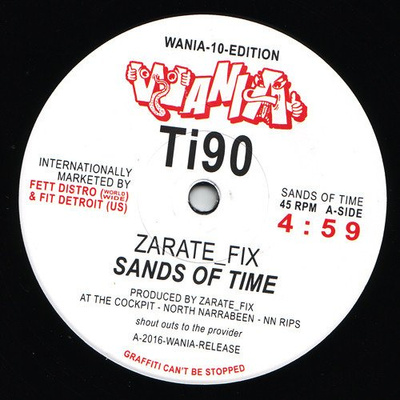 WANIA-10-EDITION
WANIA
Ti90
INTERNATIONALLY
MARKETED BY
FETT DISTRO (WORLD WIDE)
& FIT DETROIT (US)
SANDS OF TIME
45 RPM A-SIDE
4:59
ZARATE_FIX
SANDS OF TIME
PRODUCED BY ZARATE_FIX
AT THE COCKPIT - NORTH NARRABEEN - NN RIPS
shout outs to the provider
A-2016-WANIA-RELEASE
GRAFFITI CAN'T BE STOPPED